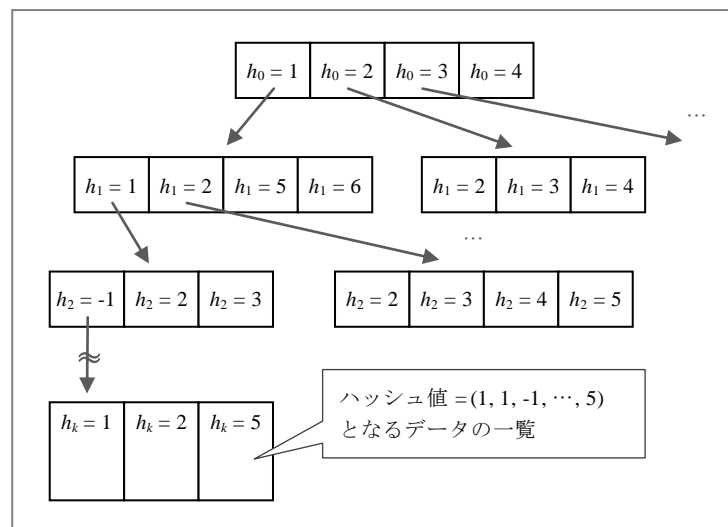 h₀ = 1 h₀ = 2 h₀ = 3 h₀ = 4
…
h₁ = 1 h₁ = 2 h₁ = 5 h₁ = 6 h₁ = 2 h₁ = 3 h₁ = 4
…
h₂ = -1 h₂ = 2 h₂ = 3 h₂ = 2 h₂ = 3 h₂ = 4 h₂ = 5
hₖ = 1 hₖ = 2 hₖ = 5
ハッシュ値 =(1, 1, -1, …, 5)
となるデータの一覧